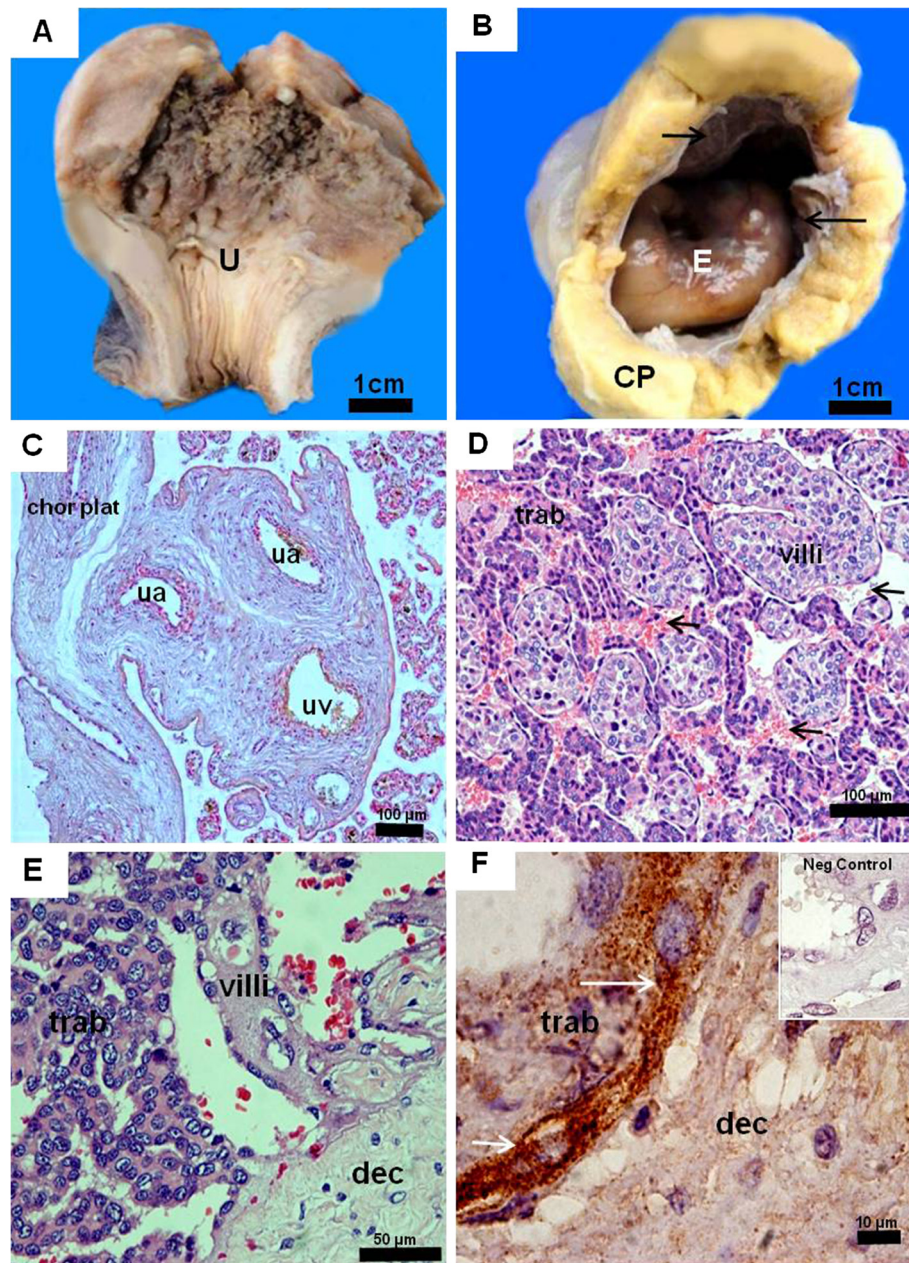 A
U
1cm
B
E
CP
1cm
C
chor plat
ua
ua
uv
100 µm
D
trab
villi
100 µm
E
villi
trab
dec
50 µm
F
Neg Control
trab
dec
10 µm